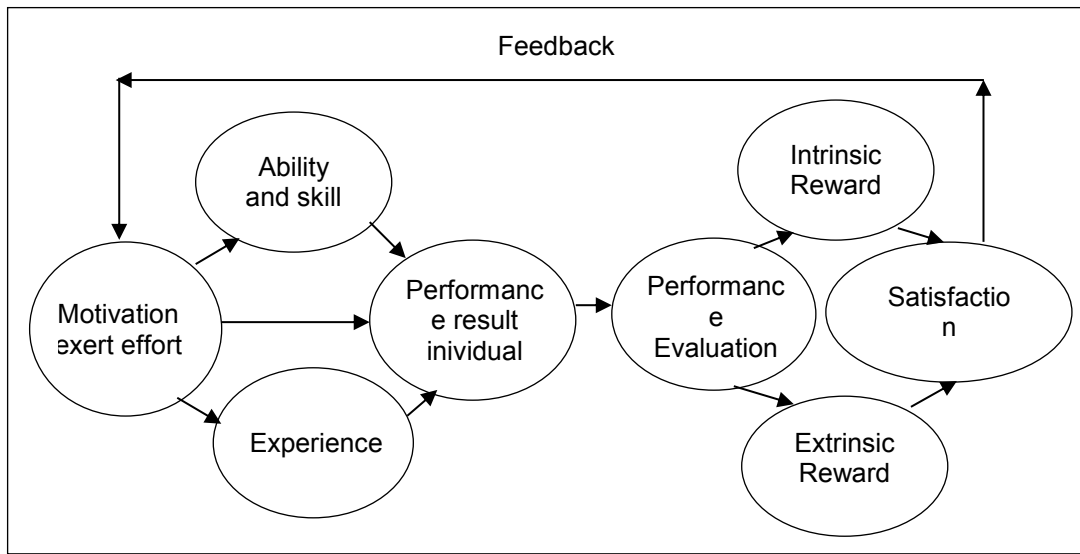 Feedback
Ability
and skill
Intrinsic
Reward
Motivation
exert effort
Performanc
e result
inividual
Performanc
e
Evaluation
Satisfactio
n
Experience
Extrinsic
Reward